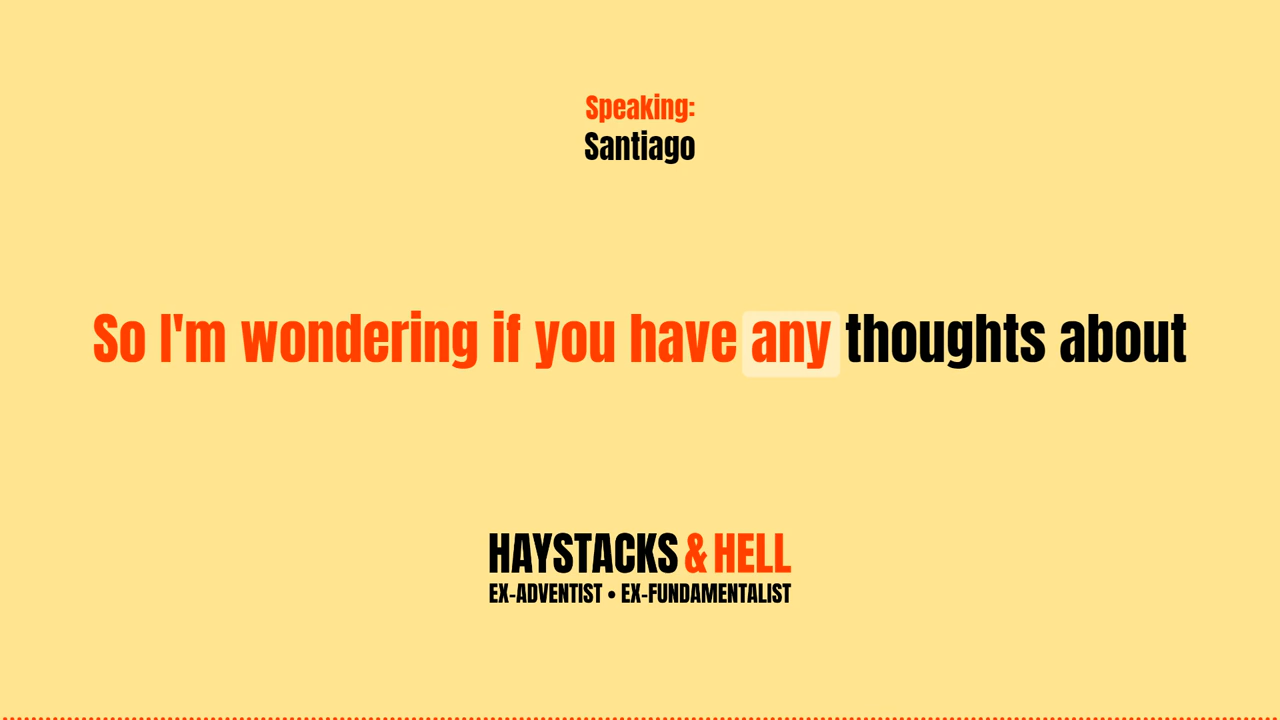 Speaking:
Santiago
So I'm wondering if you have any thoughts about
HAYSTACKS & HELL
EX-ADVENTIST • EX-FUNDAMENTALIST